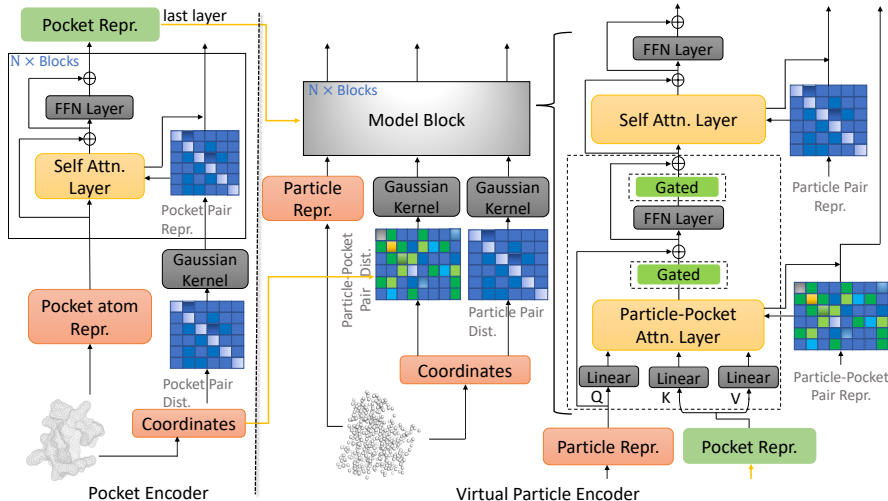 Pocket Repr.
last layer
N × Blocks
FFN Layer
Self Attn.
Layer
Pocket Pair
Repr.
Gaussian
Kernel
Pocket atom
Repr.
Pocket Pair
Dist.
Coordinates
Pocket Encoder
N × Blocks
Model Block
Particle
Repr.
Gaussian
Kernel
Gaussian
Kernel
Particle-Pocket
Pair Dist.
Particle Pair
Dist.
Coordinates
Virtual Particle Encoder
FFN Layer
Self Attn. Layer
Particle Pair
Repr.
Gated
FFN Layer
Gated
Particle-Pocket
Attn. Layer
Particle-Pocket
Pair Repr.
Linear
Linear
Linear
Q
K
V
Particle Repr.
Pocket Repr.